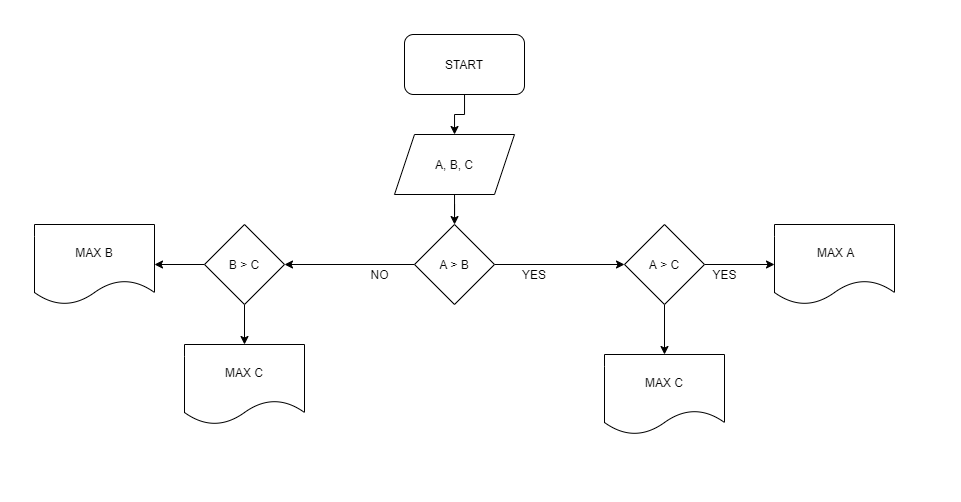 START
A, B, C
MAX B
B > C
NO
A > B
YES
A > C
YES
MAX A
MAX C
MAX C